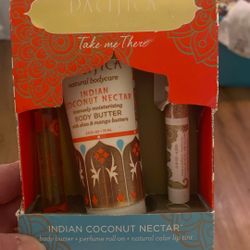 PACIFICA
Take me There
PACIFICA
natural bodycare
INDIAN
COCONUT NECTAR
intensely moisturizing
BODY BUTTER
with shea & mango butters
INDIAN COCONUT NECTAR
body butter • perfume roll on • natural color lip tint